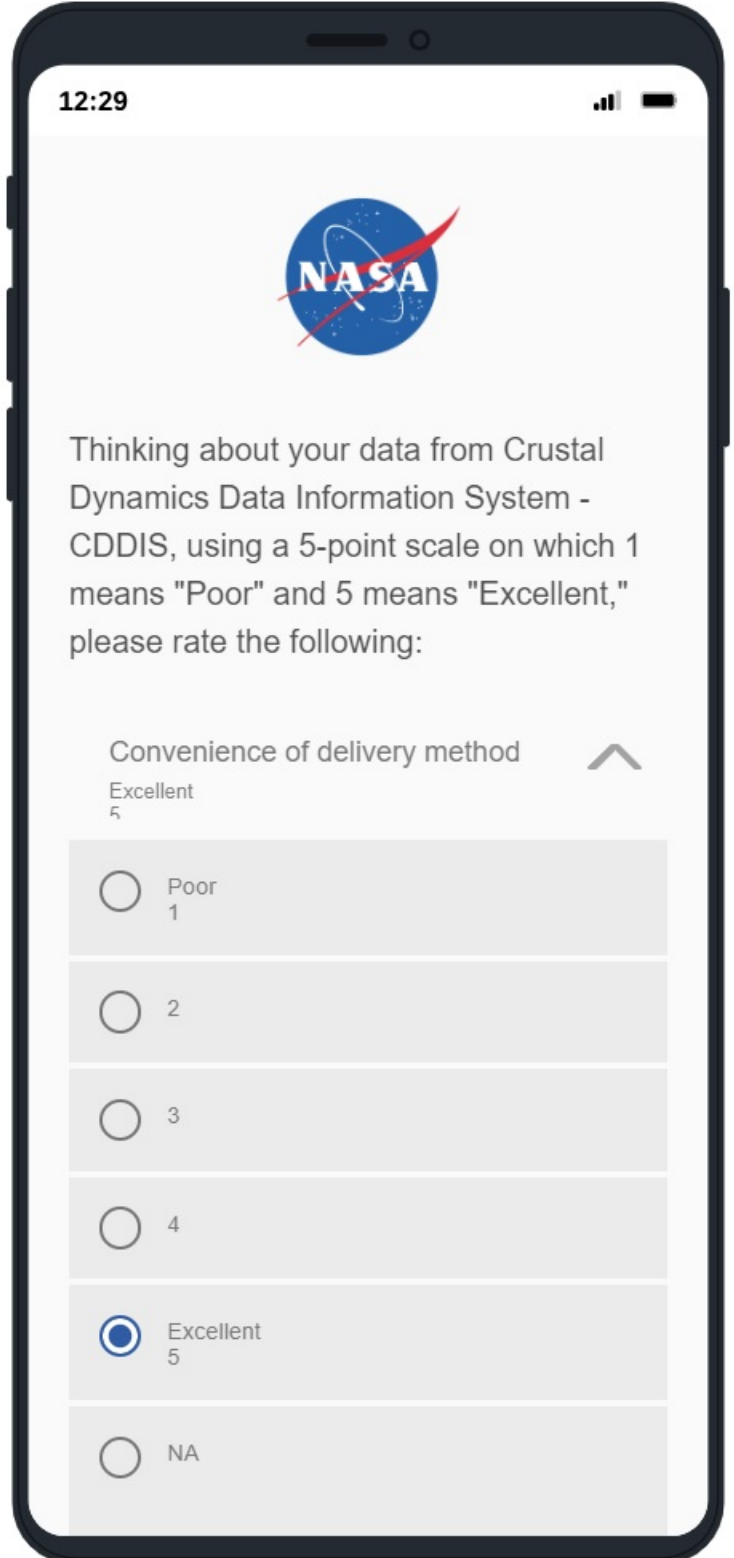 12:29
NASA
Thinking about your data from Crustal
Dynamics Data Information System -
CDDIS, using a 5-point scale on which 1
means "Poor" and 5 means "Excellent,"
please rate the following:
Convenience of delivery method
Excellent
5
Poor
1
2
3
4
Excellent
5
NA